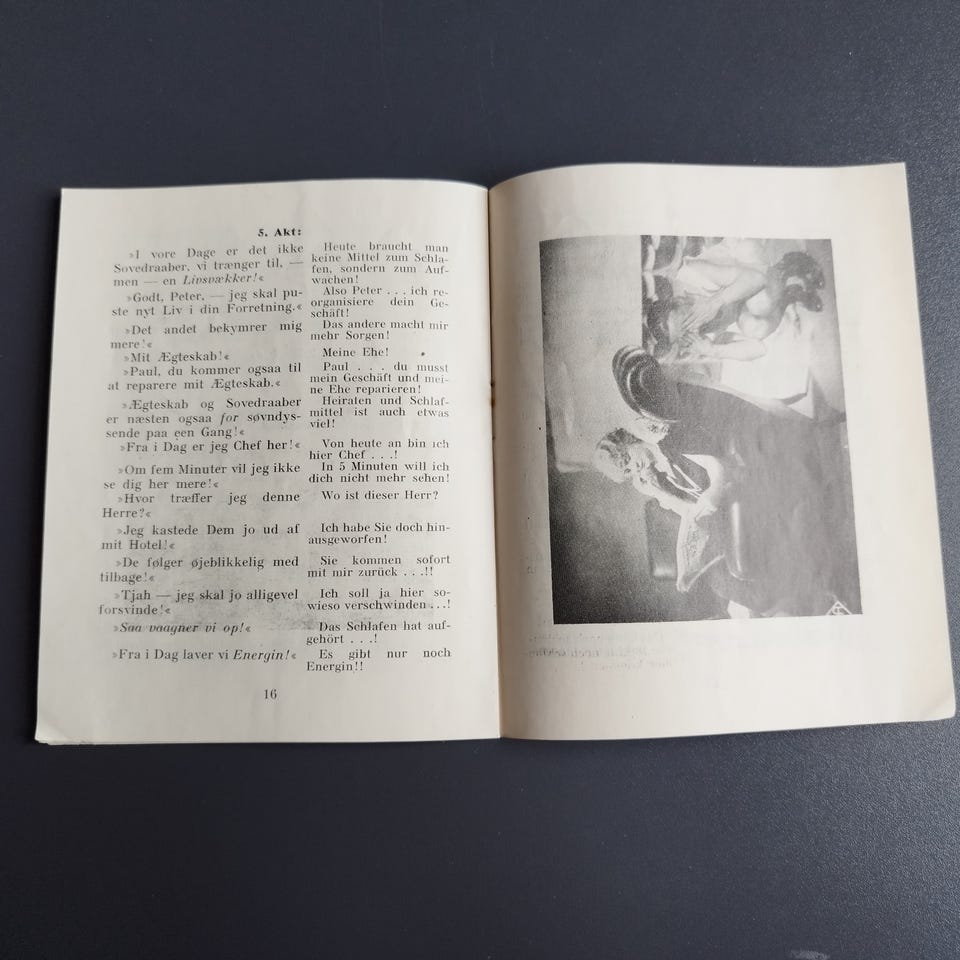 5. Akt:
»I vore Dage er det ikke
Sovedraaber, vi trænger til, —
men — en Livsvækker!«
»Godt, Peter, — jeg skal pu-
ste nyt Liv i din Forretning.«
»Det andet bekymrer mig
mere!«
»Mit Ægteskab!«
»Paul, du kommer ogsaa til
at reparere mit Ægteskab.«
»Ægteskab og Sovedraaber
er næsten ogsaa for søvndys-
sende paa een Gang!«
»Fra i Dag er jeg Chef her!«
»Om fem Minuter vil jeg ikke
se dig her mere!«
»Hvor træffer jeg denne
Herre?«
»Jeg kastede Dem jo ud af
mit Hotel!«
»De følger øjeblikkelig med
tilbage!«
»Tjah — jeg skal jo alligevel
forsvinde!«
»Saa vaagner vi op!«
»Fra i Dag laver vi Energin!«
Heute braucht man
keine Mittel zum Schla-
fen, sondern zum Auf-
wachen!
Also Peter . . . ich re-
organisiere dein Ge-
schäft!
Das andere macht mir
mehr Sorgen!
Meine Ehe!
Paul . . . du musst
mein Geschäft und mei-
ne Ehe reparieren!
Heiraten und Schlaf-
mittel ist auch etwas
viel!
Von heute an bin ich
hier Chef . . .!
In 5 Minuten will ich
dich nicht mehr sehen!
Wo ist dieser Herr?
Ich habe Sie doch hin-
ausgeworfen!
Sie kommen sofort
mit mir zurück . . .!!
Ich soll ja hier so-
wieso verschwinden . . .!
Das Schlafen hat auf-
gehört . . .!
Es gibt nur noch
Energin!!
16